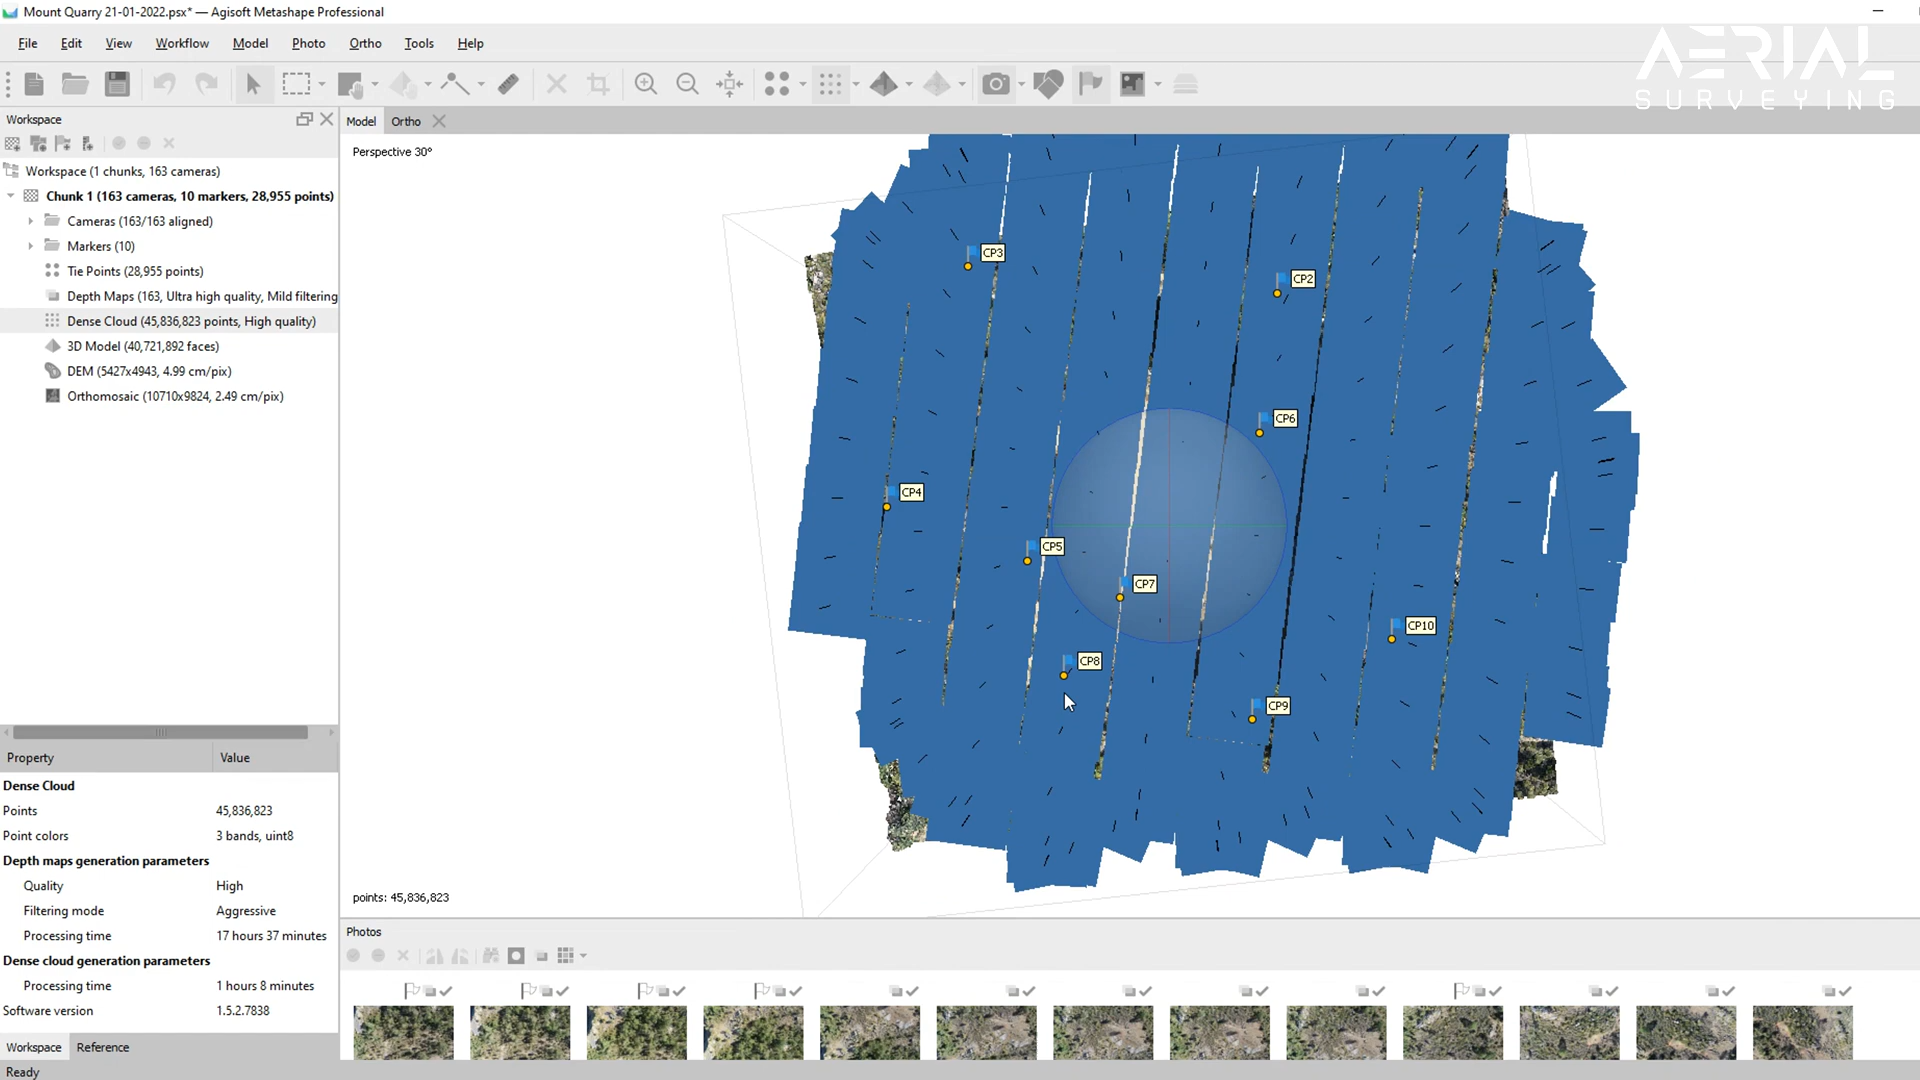 Mount Quarry 21-01-2022.psx* — Agisoft Metashape Professional
File Edit View Workflow Model Photo Ortho Tools Help
AERIAL
SURVEYING
Workspace
Model Ortho
Perspective 30°
Workspace (1 chunks, 163 cameras)
Chunk 1 (163 cameras, 10 markers, 28,955 points)
Cameras (163/163 aligned)
Markers (10)
Tie Points (28,955 points)
Depth Maps (163, Ultra high quality, Mild filtering
Dense Cloud (45,836,823 points, High quality)
3D Model (40,721,892 faces)
DEM (5427x4943, 4.99 cm/pix)
Orthomosaic (10710x9824, 2.49 cm/pix)
CP3
CP2
CP6
CP4
CP5
CP7
CP10
CP8
CP9
points: 45,836,823
Property Value
Dense Cloud
Points 45,836,823
Point colors 3 bands, uint8
Depth maps generation parameters
Quality High
Filtering mode Aggressive
Processing time 17 hours 37 minutes
Dense cloud generation parameters
Processing time 1 hours 8 minutes
Software version 1.5.2.7838
Workspace Reference
Photos
Ready